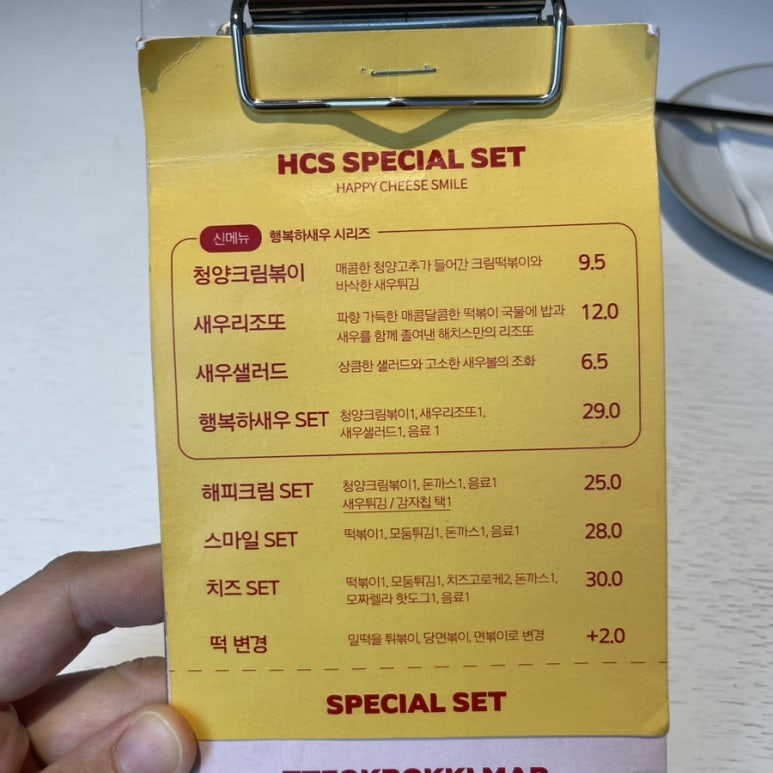 HCS SPECIAL SET
HAPPY CHEESE SMILE
신메뉴 행복하새우 시리즈
청양크림볶이 매콤한 청양고추가 들어간 크림떡볶이와 9.5
바삭한 새우튀김
새우리조또 파향 가득한 매콤달콤한 떡볶이 국물에 밥과 12.0
새우를 함께 졸여낸 해치스만의 리조또
새우샐러드 상큼한 샐러드와 고소한 새우볼의 조화 6.5
행복하새우 SET 청양크림볶이1, 새우리조또1, 29.0
새우샐러드1, 음료 1
해피크림 SET 청양크림볶이1, 돈까스1, 음료1 25.0
새우튀김 / 감자칩 택1
스마일 SET 떡볶이1, 모둠튀김1, 돈까스1, 음료1 28.0
치즈 SET 떡볶이1, 모둠튀김1, 치즈고로케2, 돈까스1, 30.0
모짜렐라 핫도그1, 음료1
떡 변경 밀떡을 튀볶이, 당면볶이, 면볶이로 변경 +2.0
SPECIAL SET